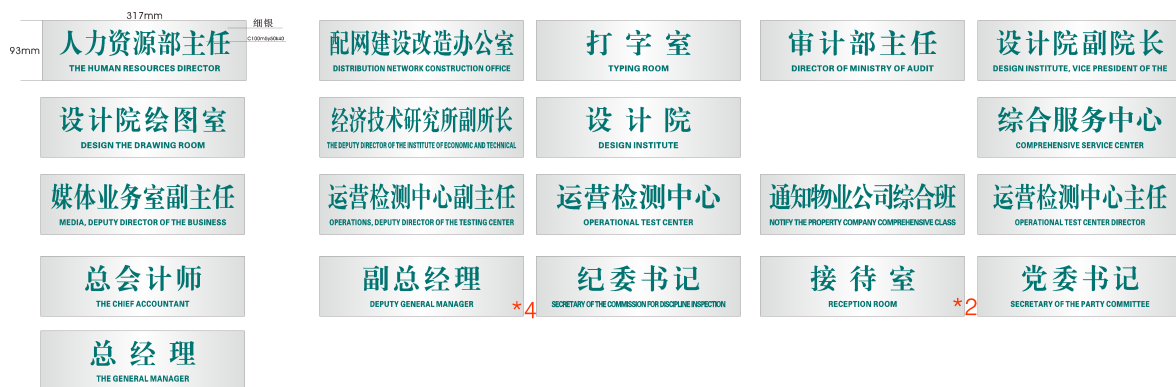 317mm
细银
C100m0y50k40
93mm
人力资源部主任
THE HUMAN RESOURCES DIRECTOR
配网建设改造办公室
DISTRIBUTION NETWORK CONSTRUCTION OFFICE
打字室
TYPING ROOM
审计部主任
DIRECTOR OF MINISTRY OF AUDIT
设计院副院长
DESIGN INSTITUTE, VICE PRESIDENT OF THE
设计院绘图室
DESIGN THE DRAWING ROOM
经济技术研究所副所长
THE DEPUTY DIRECTOR OF THE INSTITUTE OF ECONOMIC AND TECHNICAL
设计院
DESIGN INSTITUTE
综合服务中心
COMPREHENSIVE SERVICE CENTER
媒体业务室副主任
MEDIA, DEPUTY DIRECTOR OF THE BUSINESS
运营检测中心副主任
OPERATIONS, DEPUTY DIRECTOR OF THE TESTING CENTER
运营检测中心
OPERATIONAL TEST CENTER
通知物业公司综合班
NOTIFY THE PROPERTY COMPANY COMPREHENSIVE CLASS
运营检测中心主任
OPERATIONAL TEST CENTER DIRECTOR
总会计师
THE CHIEF ACCOUNTANT
副总经理
DEPUTY GENERAL MANAGER
*4
纪委书记
SECRETARY OF THE COMMISSION FOR DISCIPLINE INSPECTION
接待室
RECEPTION ROOM
*2
党委书记
SECRETARY OF THE PARTY COMMITTEE
总经理
THE GENERAL MANAGER